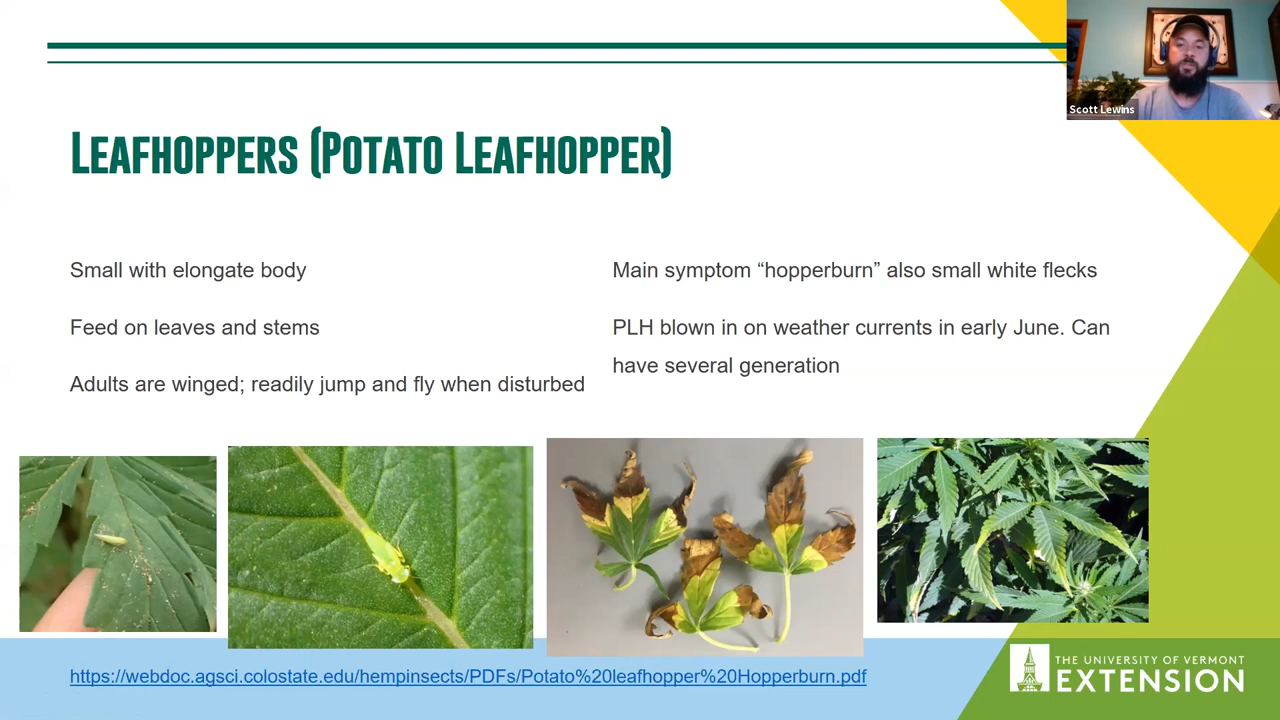 Scott Lewins
LEAFHOPPERS (POTATO LEAFHOPPER)
Small with elongate body
Feed on leaves and stems
Adults are winged; readily jump and fly when disturbed
Main symptom “hopperburn” also small white flecks
PLH blown in on weather currents in early June. Can
have several generation
https://webdoc.agsci.colostate.edu/hempinsects/PDFs/Potato%20leafhopper%20Hopperburn.pdf
THE UNIVERSITY OF VERMONT
EXTENSION